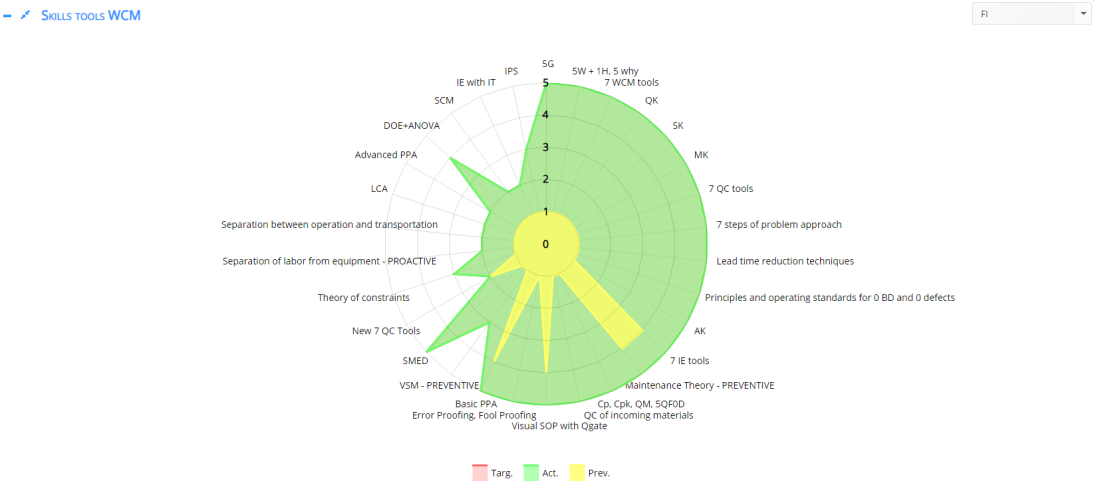 Skills tools WCM
FI
5G
IPS
5W + 1H, 5 why
IE with IT
7 WCM tools
SCM
QK
DOE+ANOVA
SK
Advanced PPA
MK
LCA
7 QC tools
Separation between operation and transportation
7 steps of problem approach
Separation of labor from equipment - PROACTIVE
Lead time reduction techniques
Theory of constraints
Principles and operating standards for 0 BD and 0 defects
New 7 QC Tools
AK
SMED
7 IE tools
VSM - PREVENTIVE
Maintenance Theory - PREVENTIVE
Basic PPA
Cp, Cpk, QM, 5QF0D
Error Proofing, Fool Proofing
QC of incoming materials
Visual SOP with Qgate
5
4
3
2
1
0
Targ.
Act.
Prev.